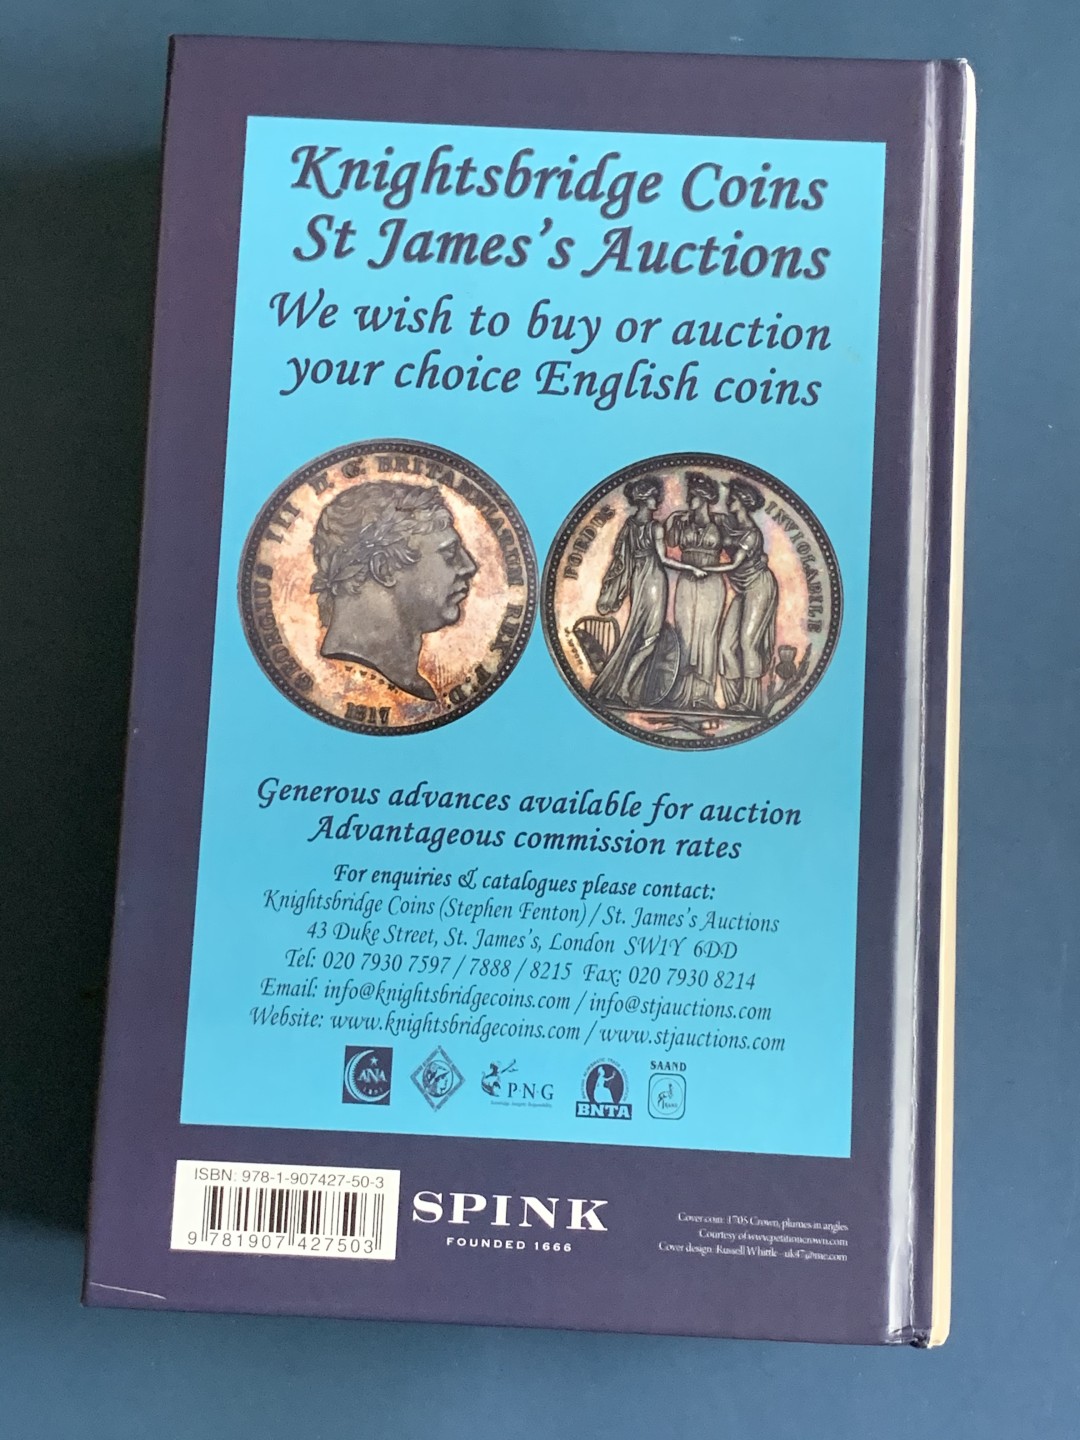 Knightsbridge Coins
St James's Auctions
We wish to buy or auction
your choice English coins
GEORGIUS III D. G. BRITANNIARUM REX F.D.
W. WYON
1817
FOEDUS INVIOLABILE
W. WYON.
Generous advances available for auction
Advantageous commission rates
For enquiries & catalogues please contact:
Knightsbridge Coins (Stephen Fenton) / St. James's Auctions
43 Duke Street, St. James's, London SW1Y 6DD
Tel: 020 7930 7597 / 7888 / 8215 Fax: 020 7930 8214
Email: info@knightsbridgecoins.com / info@stjauctions.com
Website: www.knightsbridgecoins.com / www.stjauctions.com
ANA
P·N·G
BNTA
SAAND
ISBN: 978-1-907427-50-3
9 781907 427503
SPINK
FOUNDED 1666
Cover coin: 1705 Crown, plumes in angles
Courtesy of www.petitioncrown.com
Cover design: Russell Whittle - uk47@me.com